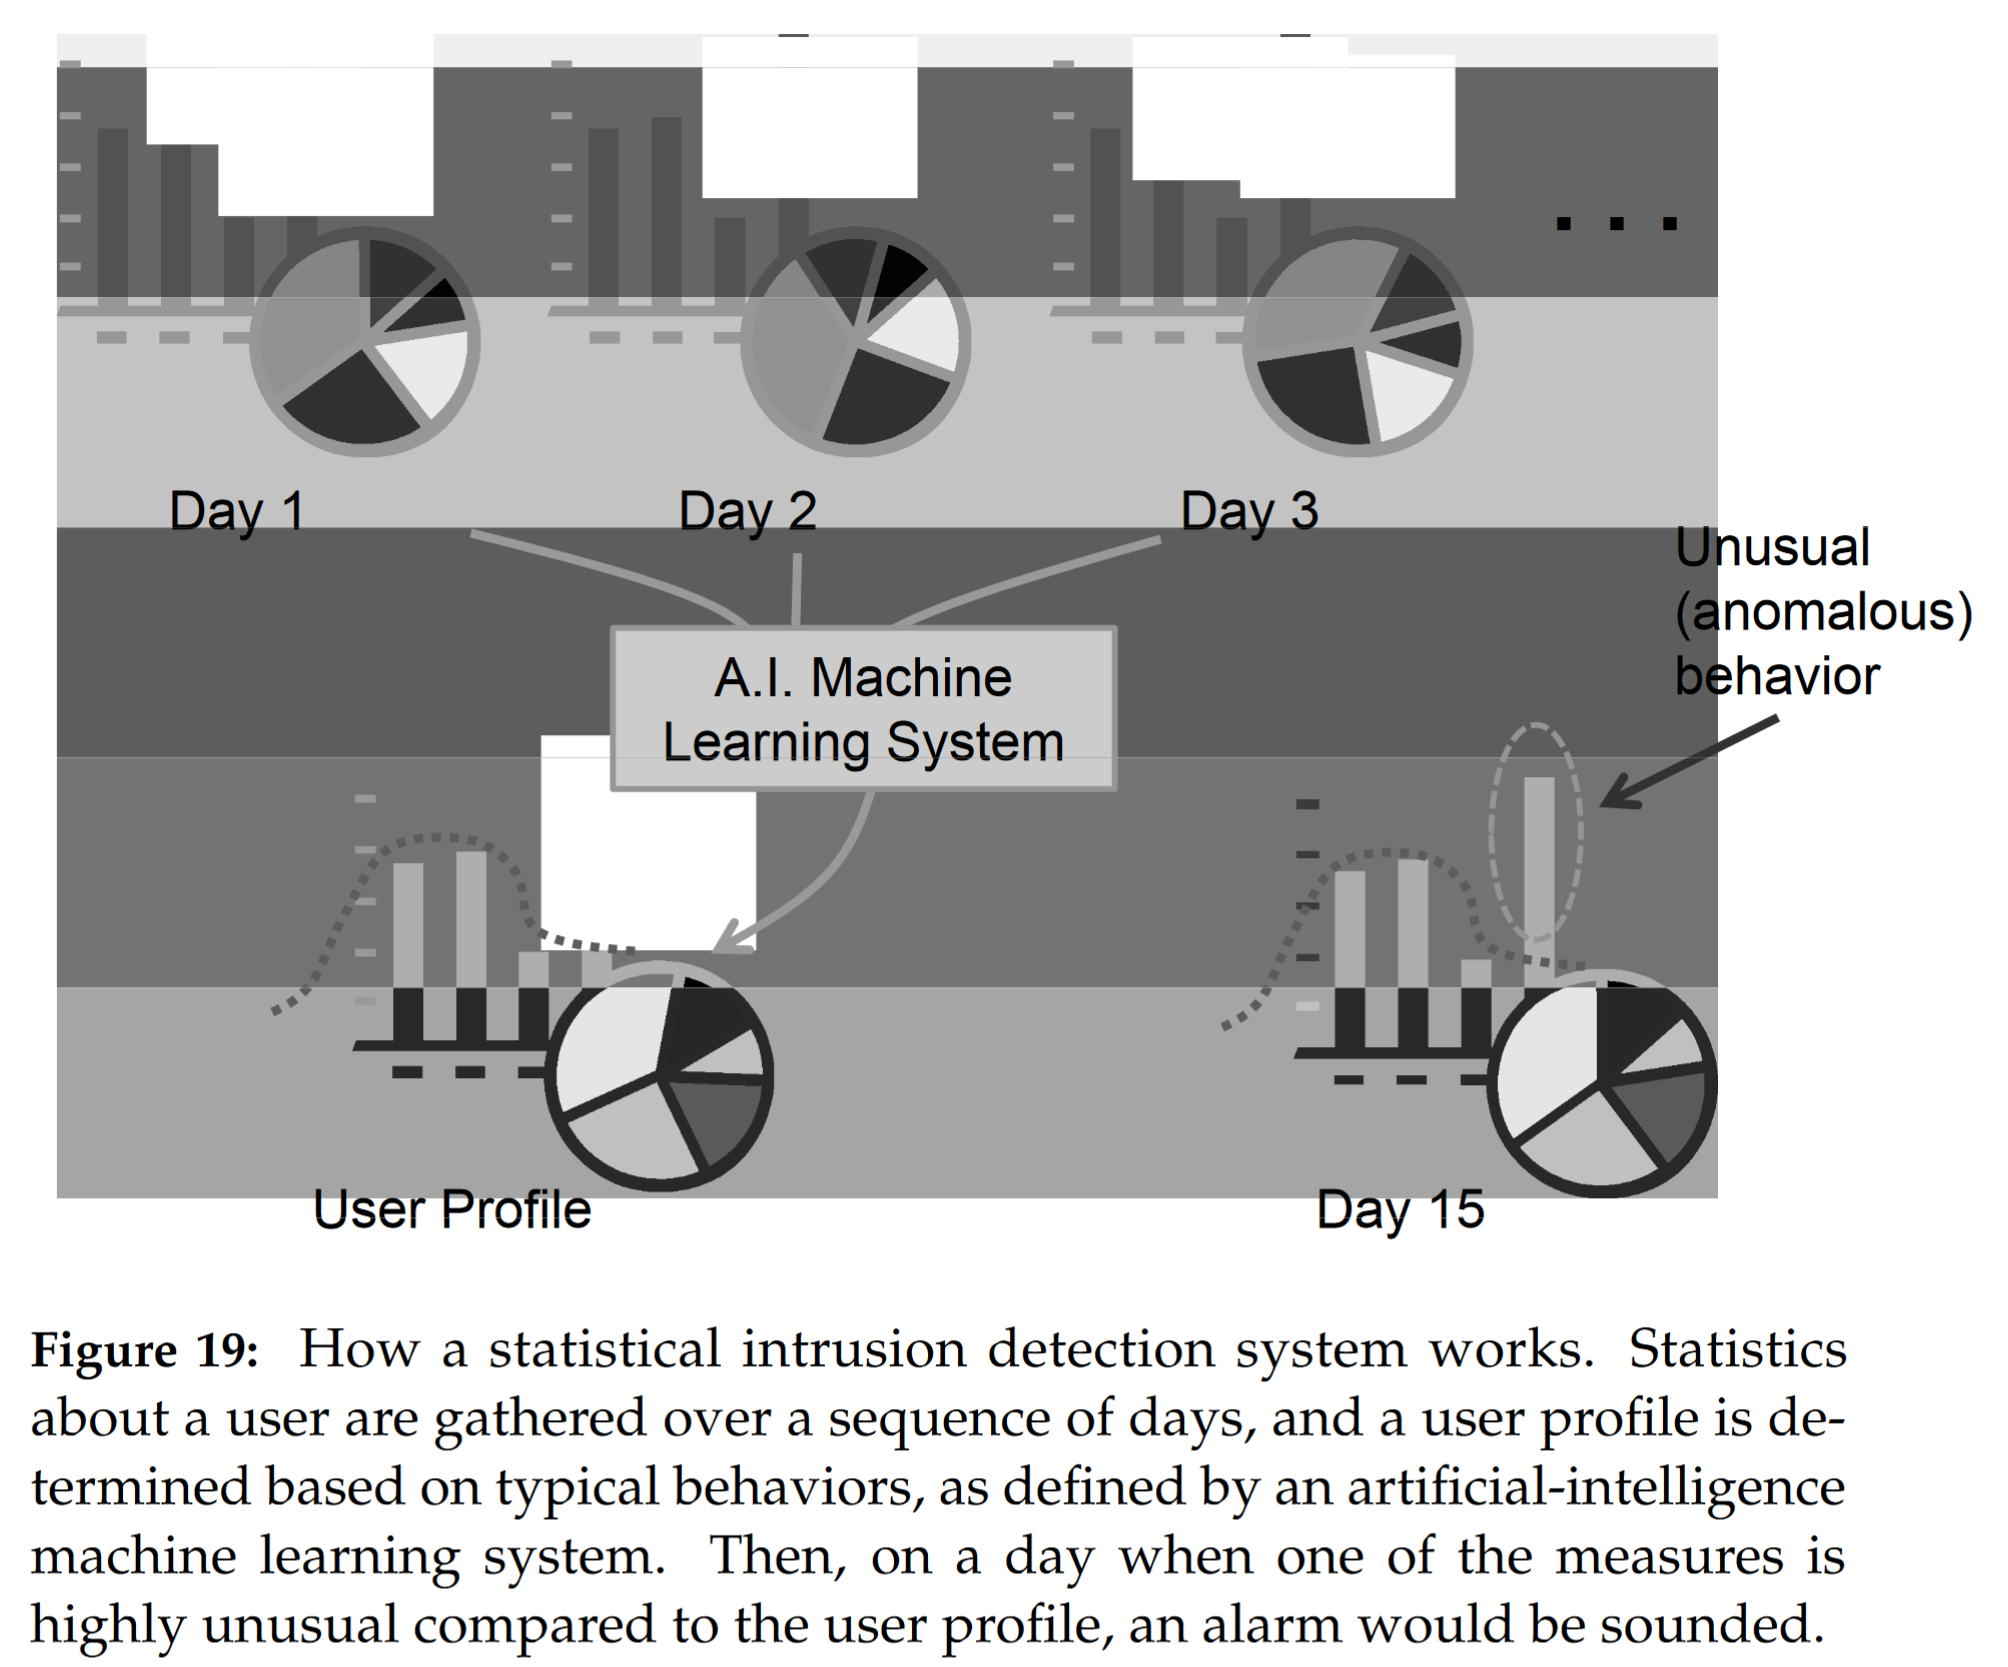 . . .
Day 1
Day 2
Day 3
Unusual
(anomalous)
behavior
A.I. Machine
Learning System
User Profile
Day 15
Figure 19: How a statistical intrusion detection system works. Statistics
about a user are gathered over a sequence of days, and a user profile is de-
termined based on typical behaviors, as defined by an artificial-intelligence
machine learning system. Then, on a day when one of the measures is
highly unusual compared to the user profile, an alarm would be sounded.